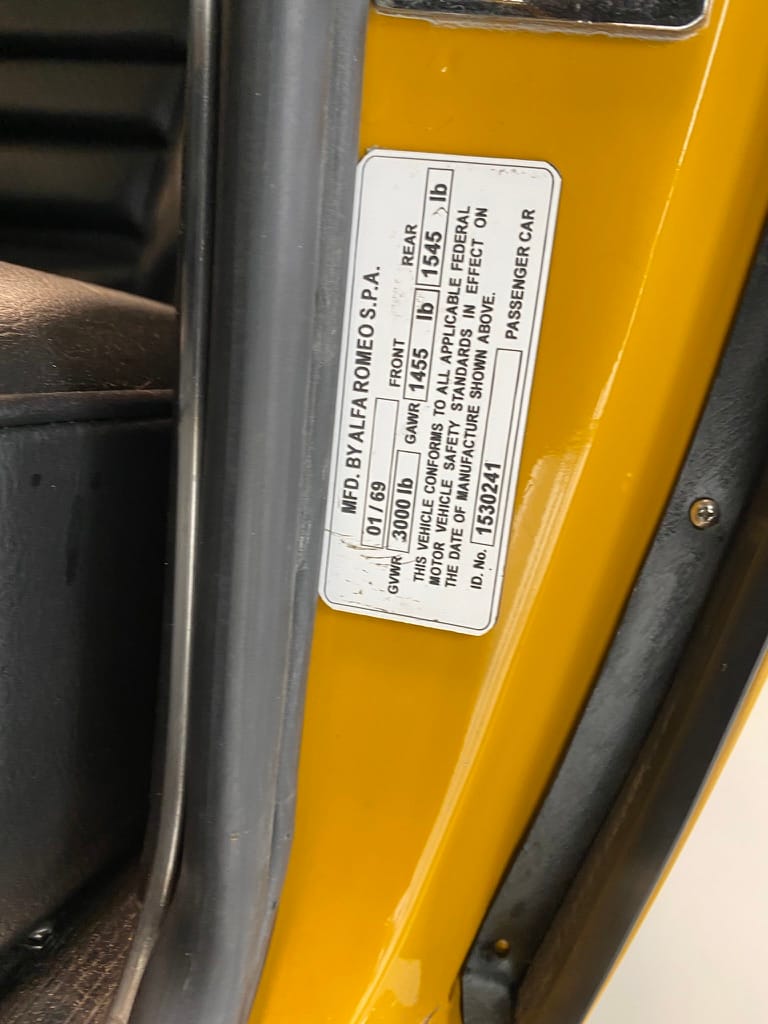 MFD. BY ALFA ROMEO S.P.A.
01 / 69 FRONT REAR
GVWR 3000 lb GAWR 1455 lb 1545 lb
THIS VEHICLE CONFORMS TO ALL APPLICABLE FEDERAL
MOTOR VEHICLE SAFETY STANDARDS IN EFFECT ON
THE DATE OF MANUFACTURE SHOWN ABOVE.
ID. No. 1530241 PASSENGER CAR